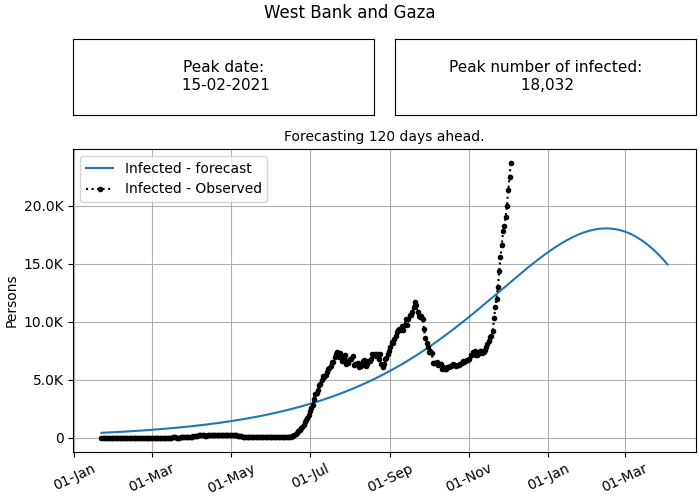 West Bank and Gaza
Peak date:
15-02-2021
Peak number of infected:
18,032
Forecasting 120 days ahead.
Infected - forecast
Infected - Observed
20.0K
15.0K
10.0K
5.0K
0
Persons
01-Jan
01-Mar
01-May
01-Jul
01-Sep
01-Nov
01-Jan
01-Mar